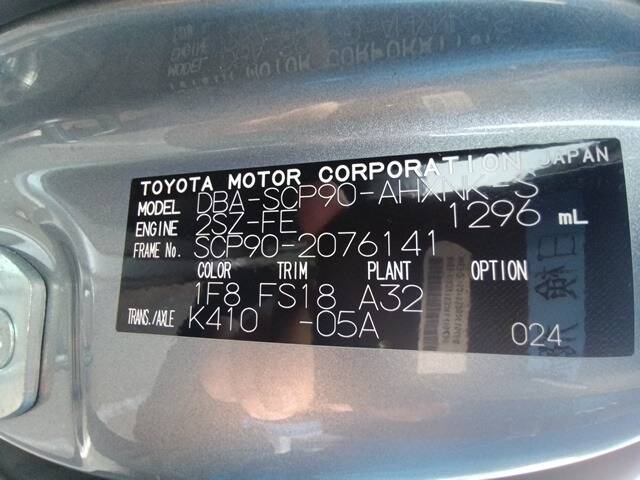 TOYOTA MOTOR CORPORATION JAPAN
MODEL DBA-SCP90-AHXNK-S
ENGINE 2SZ-FE 1296 mL
FRAME No. SCP90-2076141
COLOR TRIM PLANT OPTION
1F8 FS18 A32
TRANS./AXLE K410 -05A
024